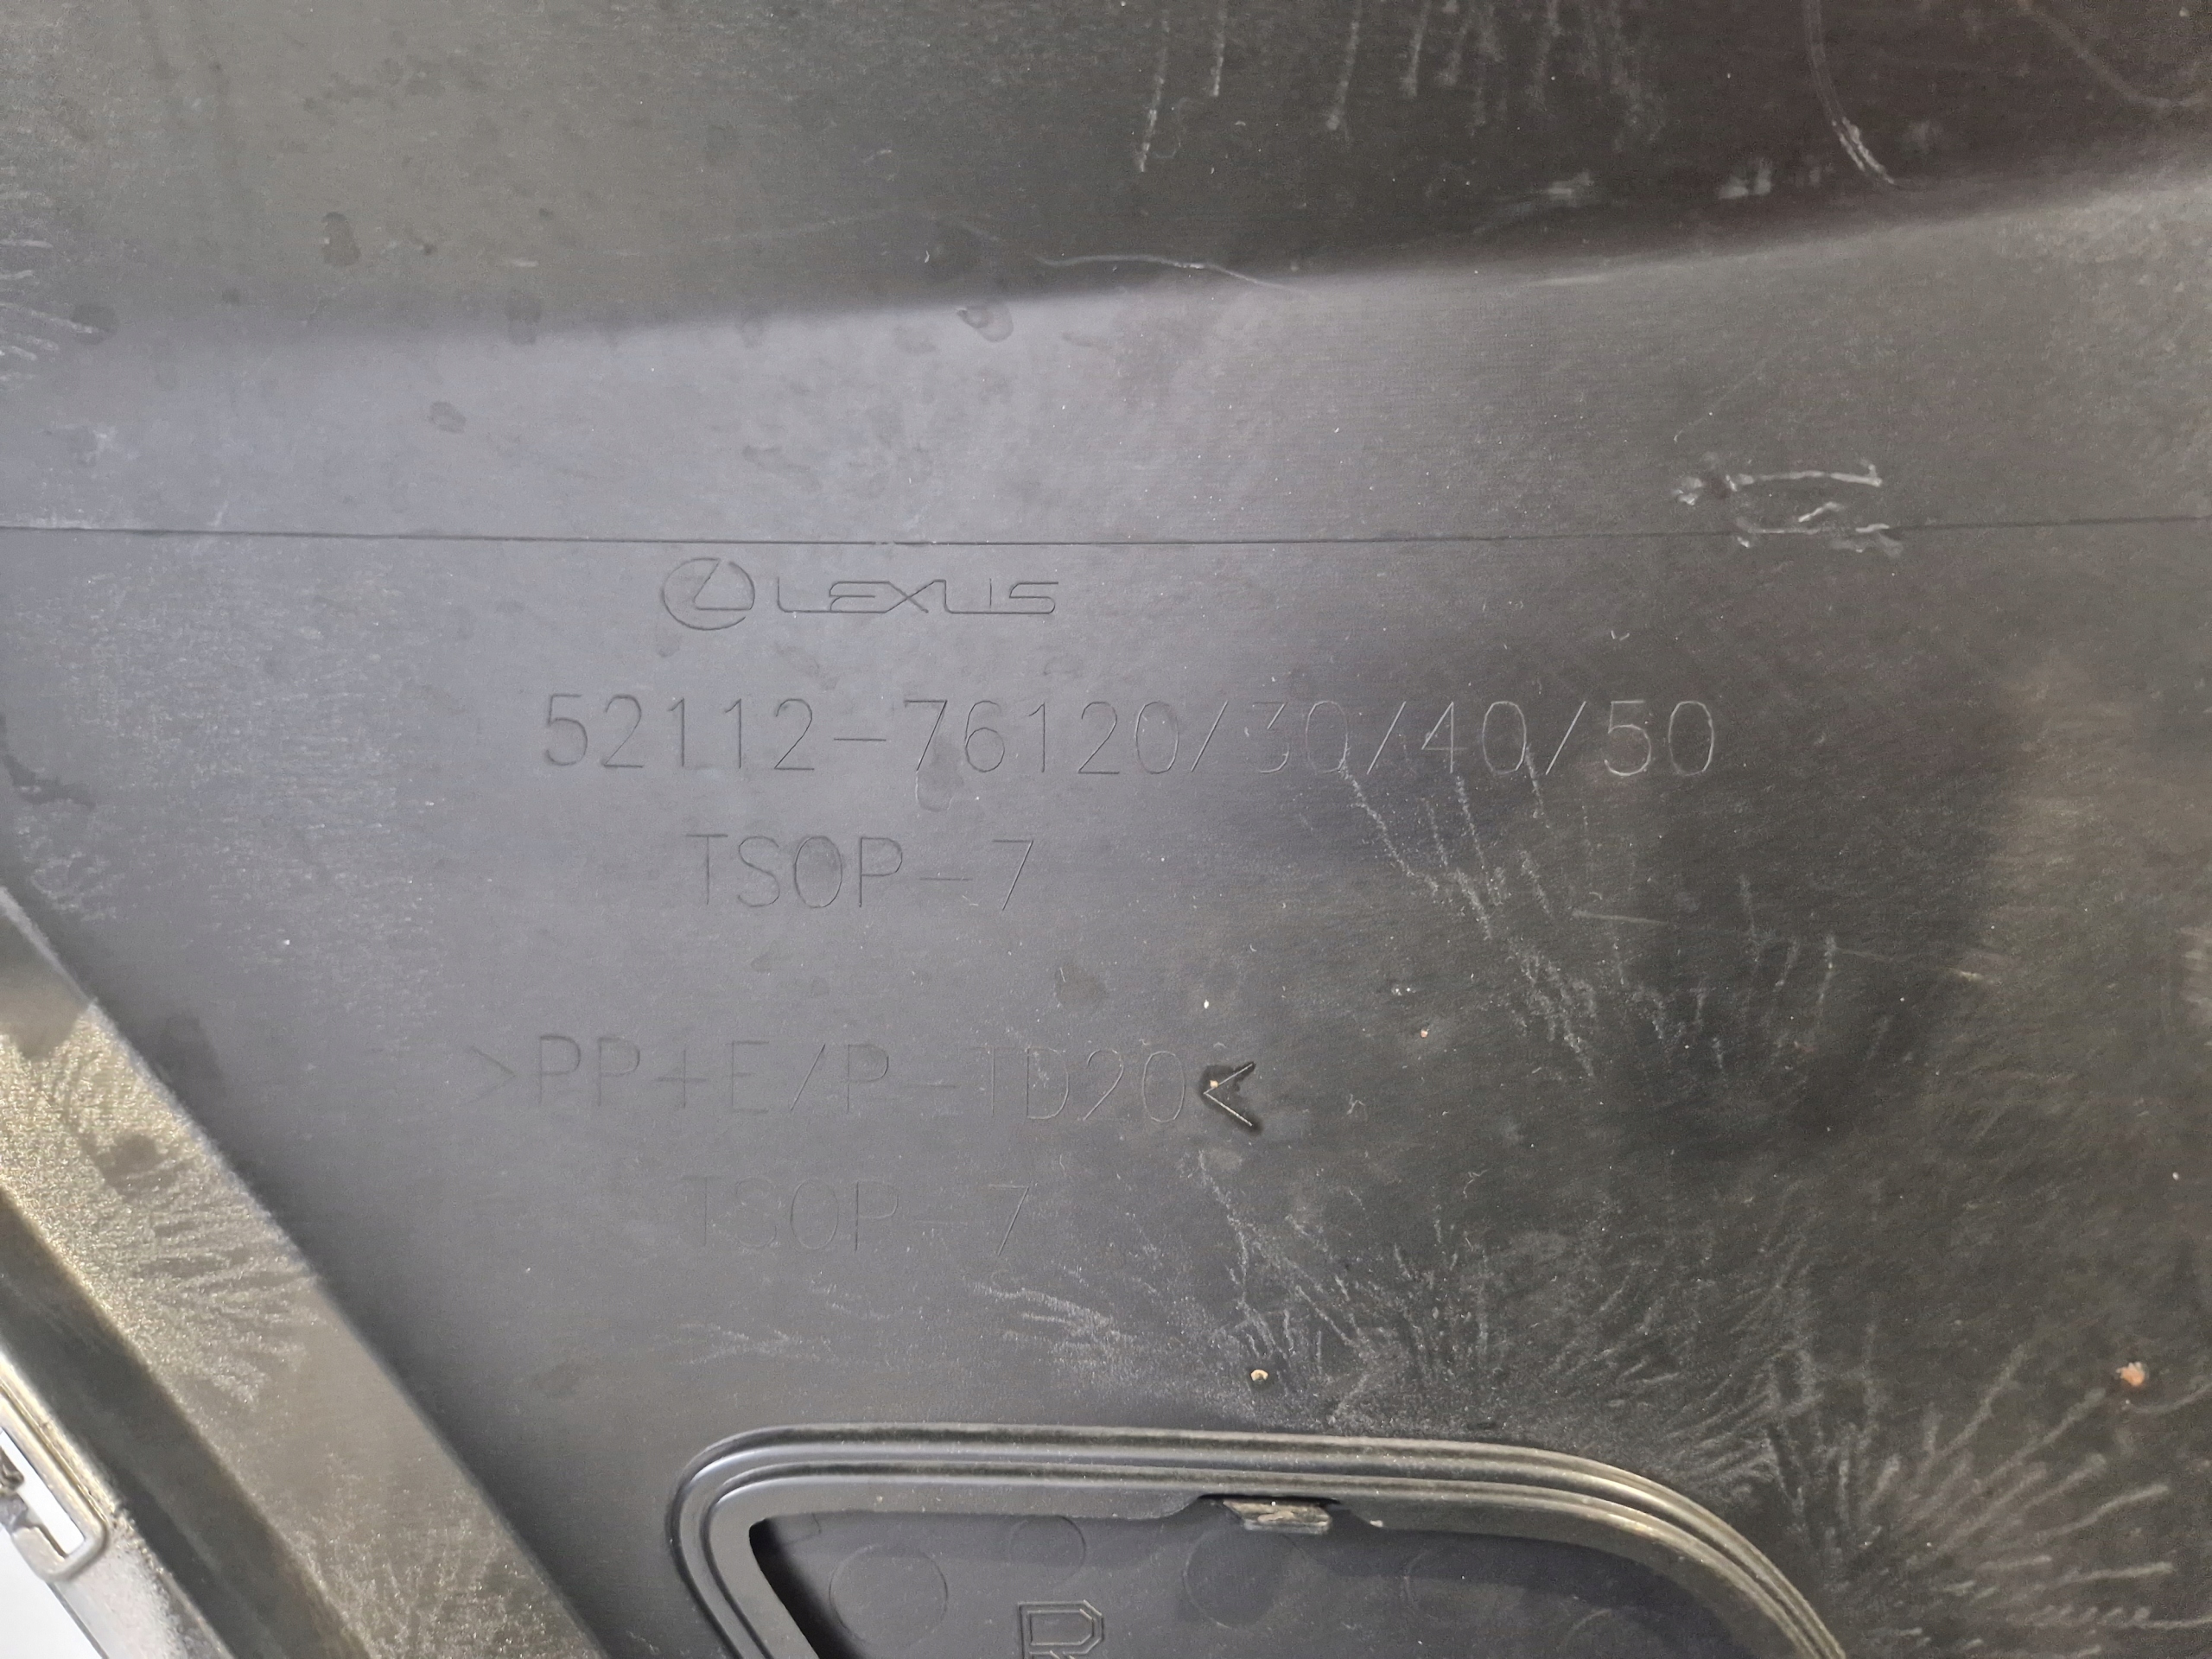 LEXUS
52112-76120/30/40/50
TSOP-7
>PP+E/P-TD20<
TSOP-7
R